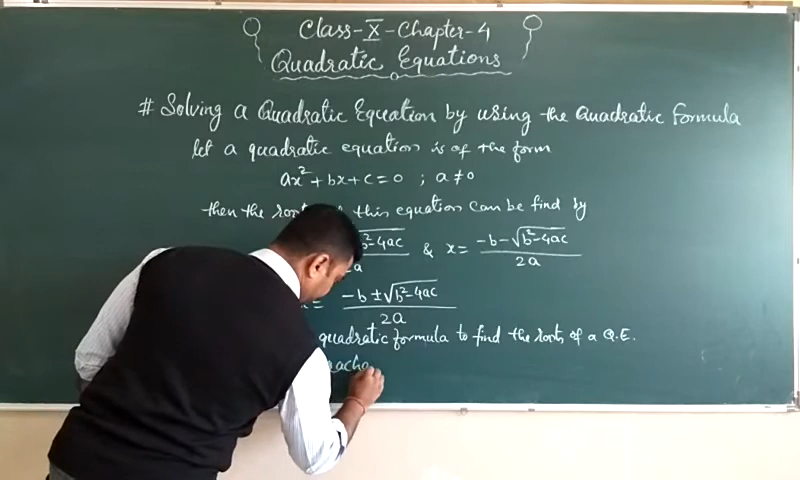 Class-X-Chapter-4
Quadratic Equations
# Solving a Quadratic Equation by using the Quadratic Formula
let a quadratic equation is of the form
ax² + bx + c = 0 ; a ≠ 0
then the this equation can be find by
b²-4ac & x = (-b - √(b²-4ac))/2a
= (-b ± √(b²-4ac))/2a
quadratic formula to find the roots of a Q.E.